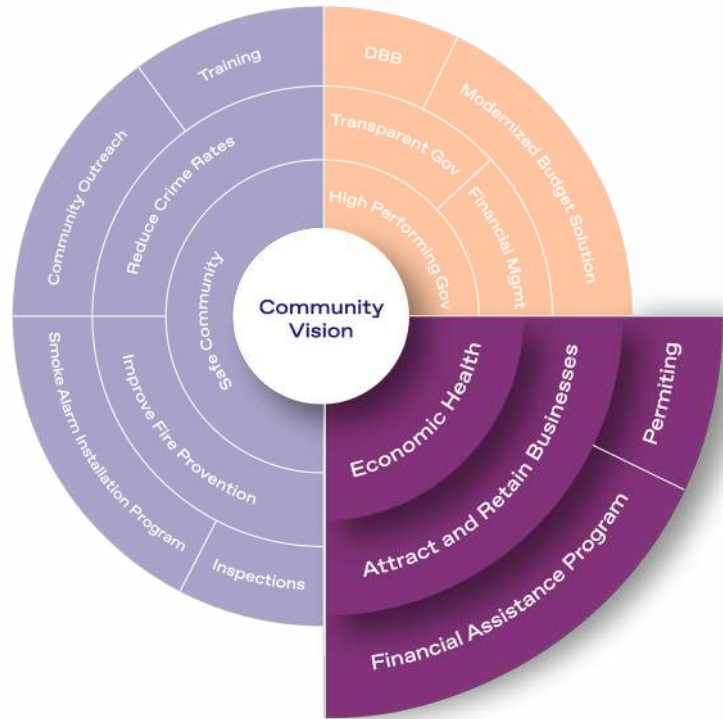 Community
Vision
Safe Community
Reduce Crime Rates
Community Outreach
Training
Improve Fire Provention
Smoke Alarm Installation Program
Inspections
High Performing Gov
Transparent Gov
Financial Mgmt
DBB
Modernized Budget Solution
Economic Health
Attract and Retain Businesses
Permiting
Financial Assistance Program